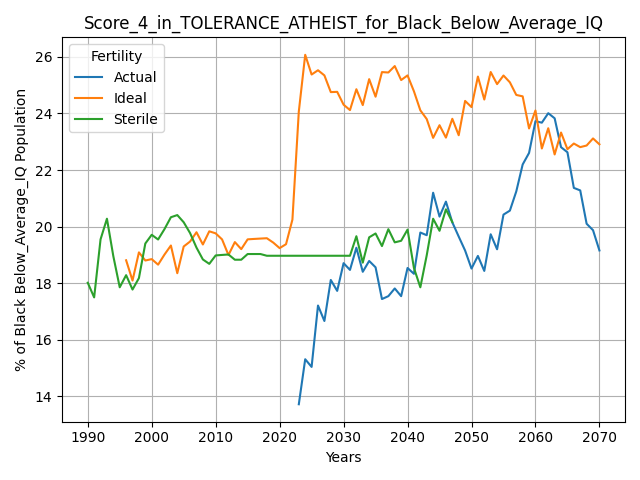 Score_4_in_TOLERANCE_ATHEIST_for_Black_Below_Average_IQ
Fertility
Actual
Ideal
Sterile
% of Black Below_Average_IQ Population
26
24
22
20
18
16
14
1990
2000
2010
2020
2030
2040
2050
2060
2070
Years